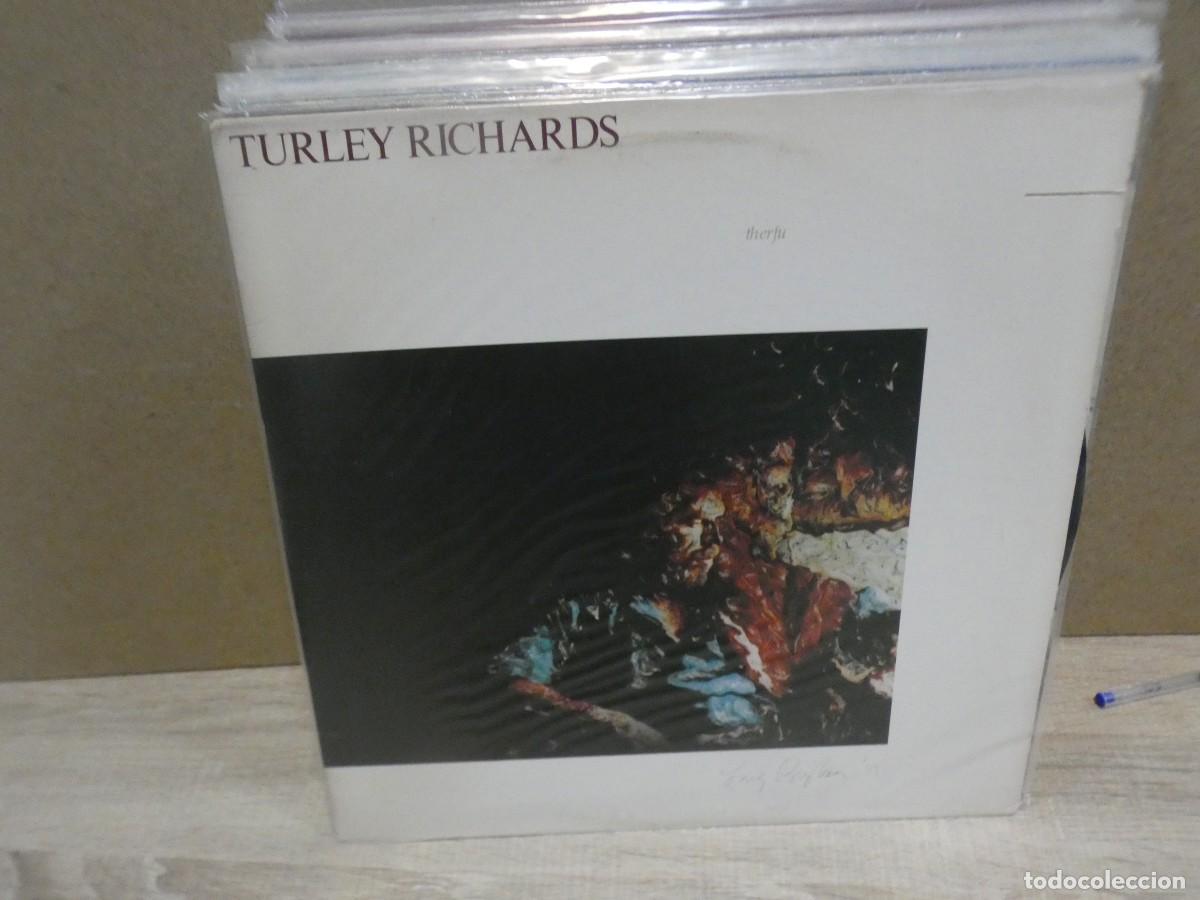 TURLEY RICHARDS
therfu
todocoleccion